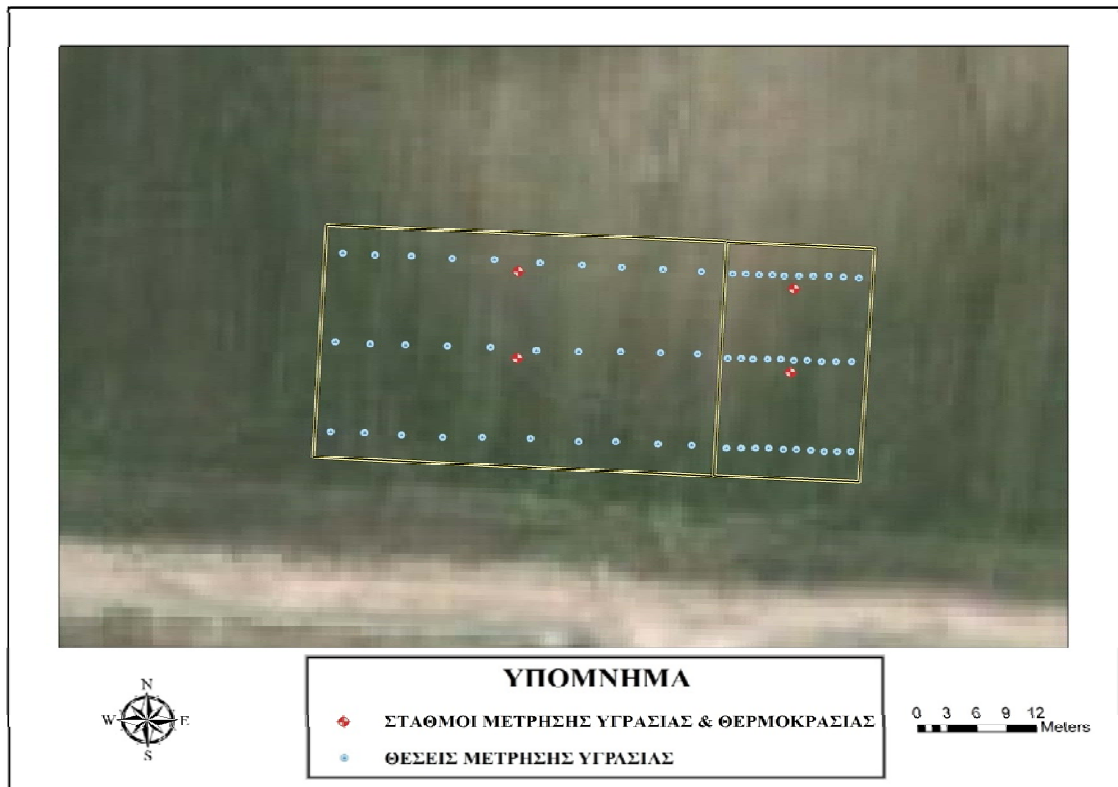 ΥΠΟΜΝΗΜΑ
N
W E
S
ΣΤΑΘΜΟΙ ΜΕΤΡΗΣΗΣ ΥΓΡΑΣΙΑΣ & ΘΕΡΜΟΚΡΑΣΙΑΣ
ΘΕΣΕΙΣ ΜΕΤΡΗΣΗΣ ΥΓΡΑΣΙΑΣ
0 3 6 9 12
Meters